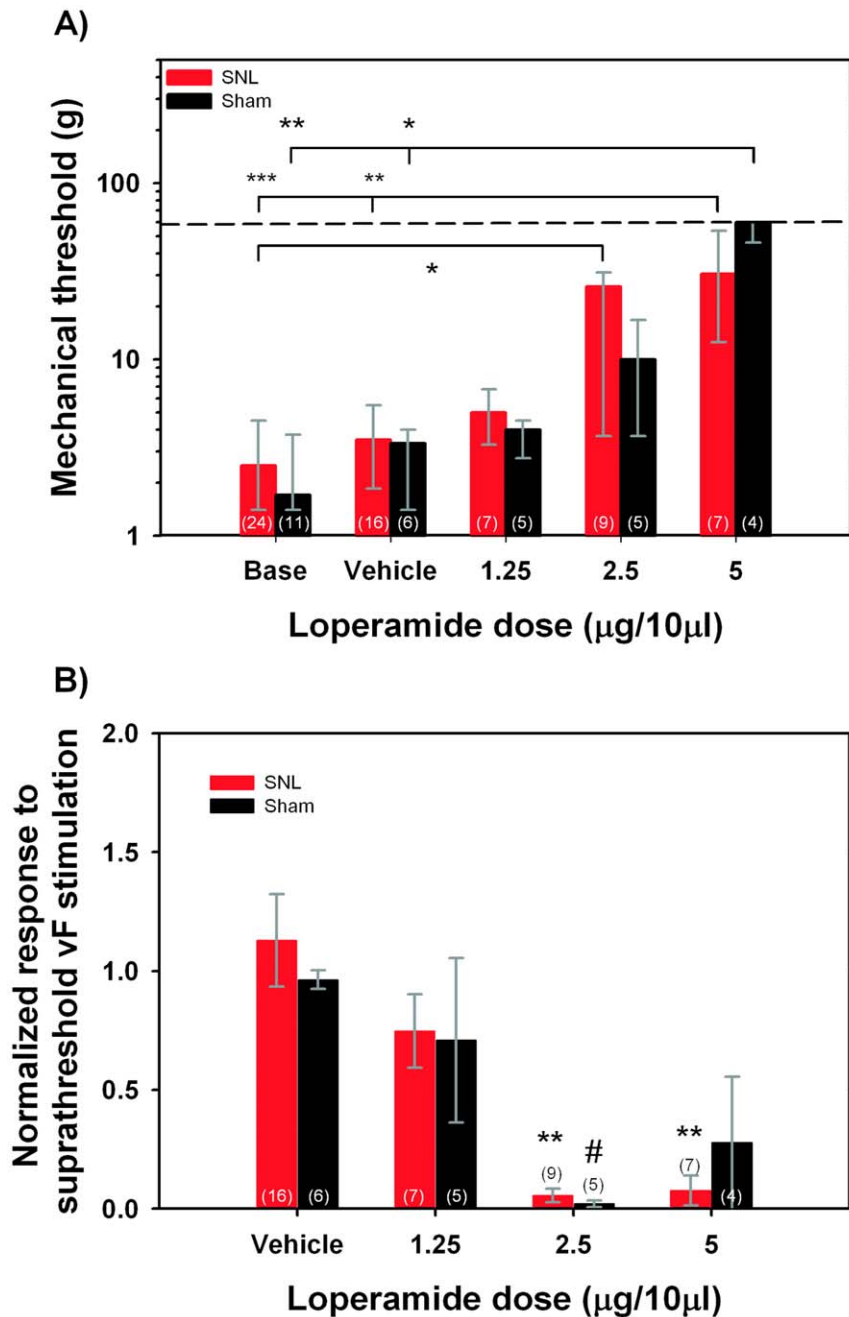 A)
SNL
Sham
** *
100
*** **
*
10
1
(24) (11) (16) (6) (7) (5) (9) (5) (7) (4)
Base Vehicle 1.25 2.5 5
Mechanical threshold (g)
Loperamide dose (μg/10μl)
B)
2.0
SNL
Sham
1.5
1.0
0.5
** # **
(9) (5) (7)
0.0
(16) (6) (7) (5) (4)
Vehicle 1.25 2.5 5
Normalized response to
suprathreshold vF stimulation
Loperamide dose (μg/10μl)